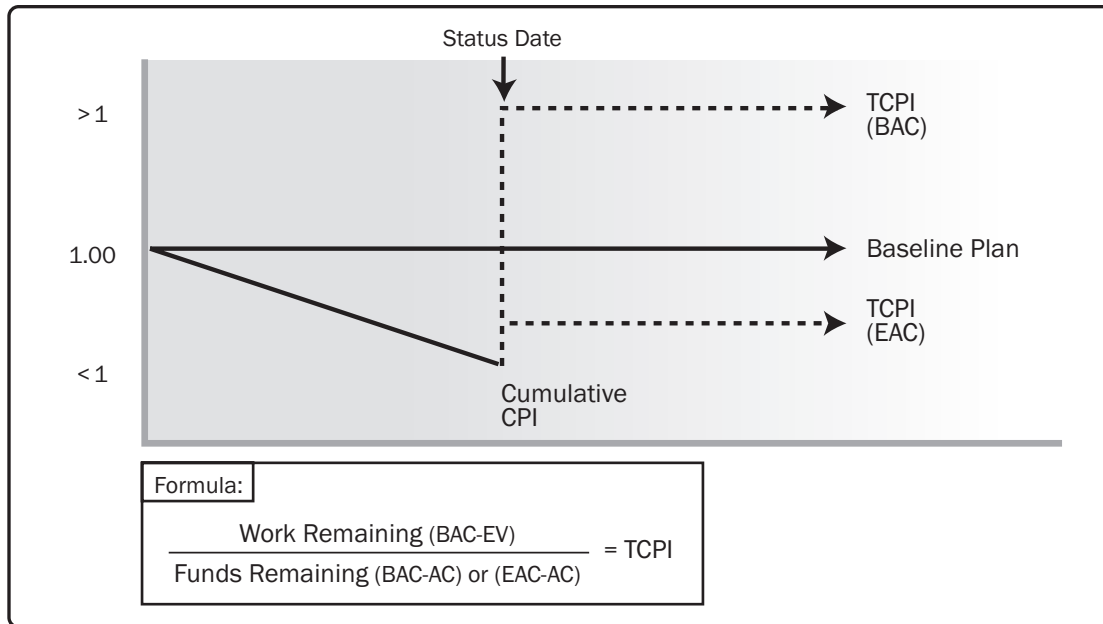 Status Date
> 1
TCPI
(BAC)
1.00
Baseline Plan
TCPI
(EAC)
< 1
Cumulative
CPI
Formula:
Work Remaining (BAC-EV)
Funds Remaining (BAC-AC) or (EAC-AC)
= TCPI